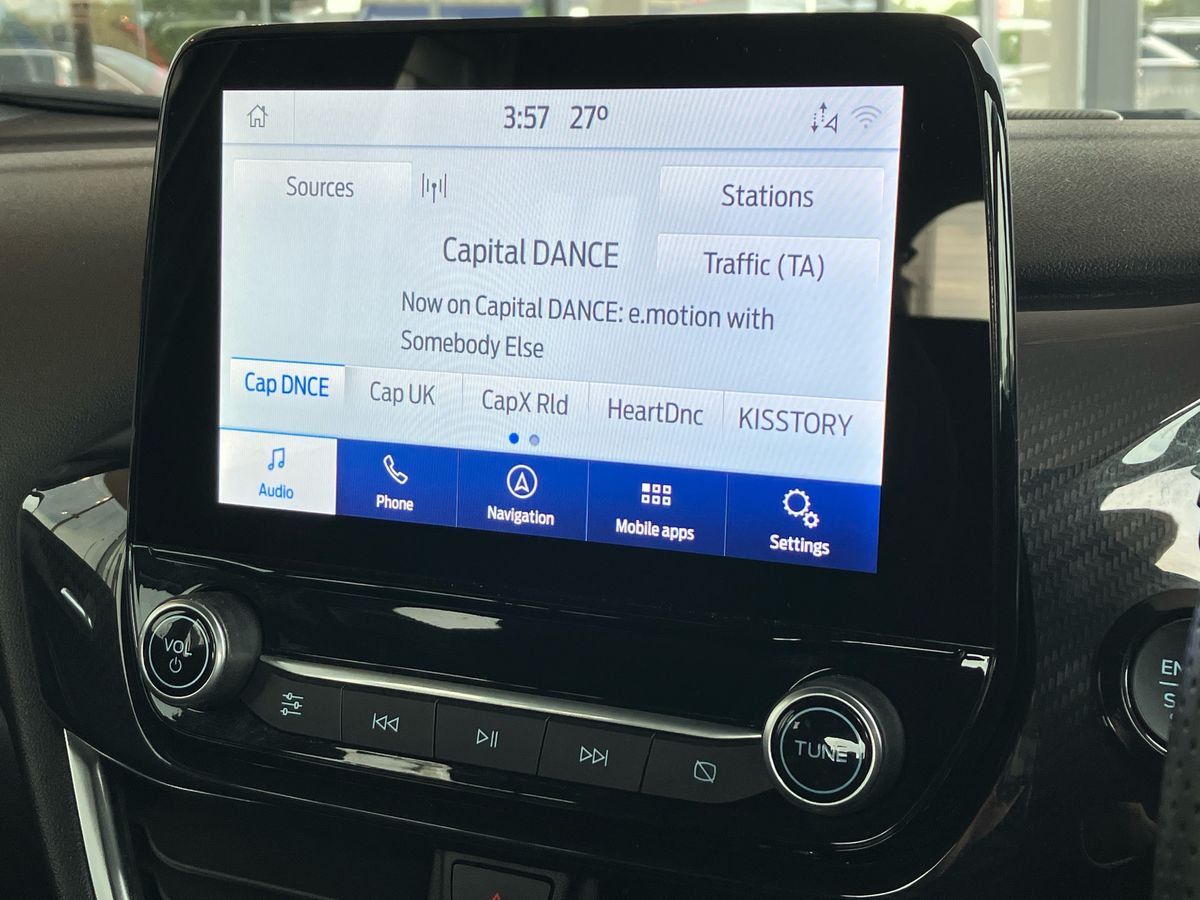 3:57 27°
Sources
Stations
Capital DANCE
Traffic (TA)
Now on Capital DANCE: e.motion with
Somebody Else
Cap DNCE
Cap UK
CapX Rld
HeartDnc
KISSTORY
Audio
Phone
Navigation
Mobile apps
Settings
VOL
TUNE